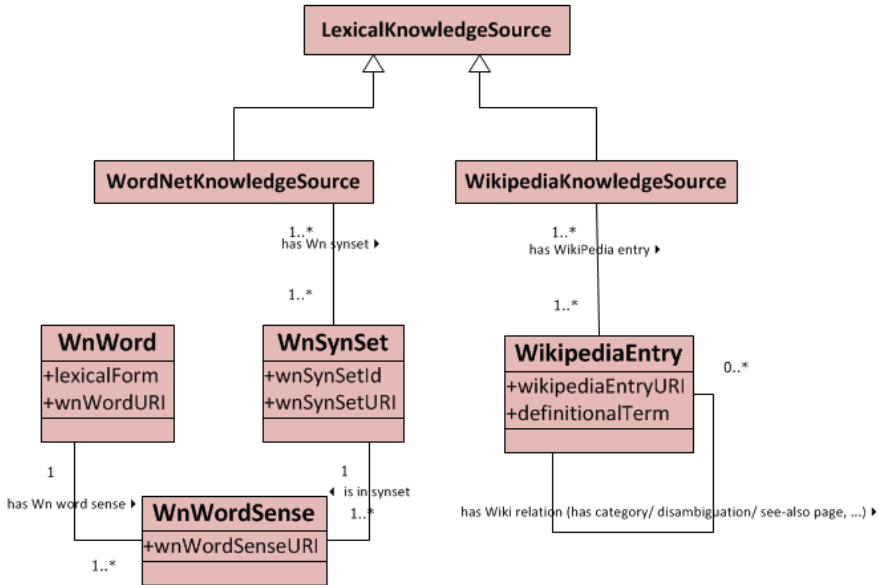 LexicalKnowledgeSource
WordNetKnowledgeSource
WikipediaKnowledgeSource
1..*
has Wn synset
1..*
1..*
has WikiPedia entry
1..*
WnWord
+lexicalForm
+wnWordURI
WnSynSet
+wnSynSetId
+wnSynSetURI
WikipediaEntry
+wikipediaEntryURI
+definitionalTerm
0..*
1
has Wn word sense
1..*
1
is in synset
1..*
WnWordSense
+wnWordSenseURI
has Wiki relation (has category/ disambiguation/ see-also page, ...)